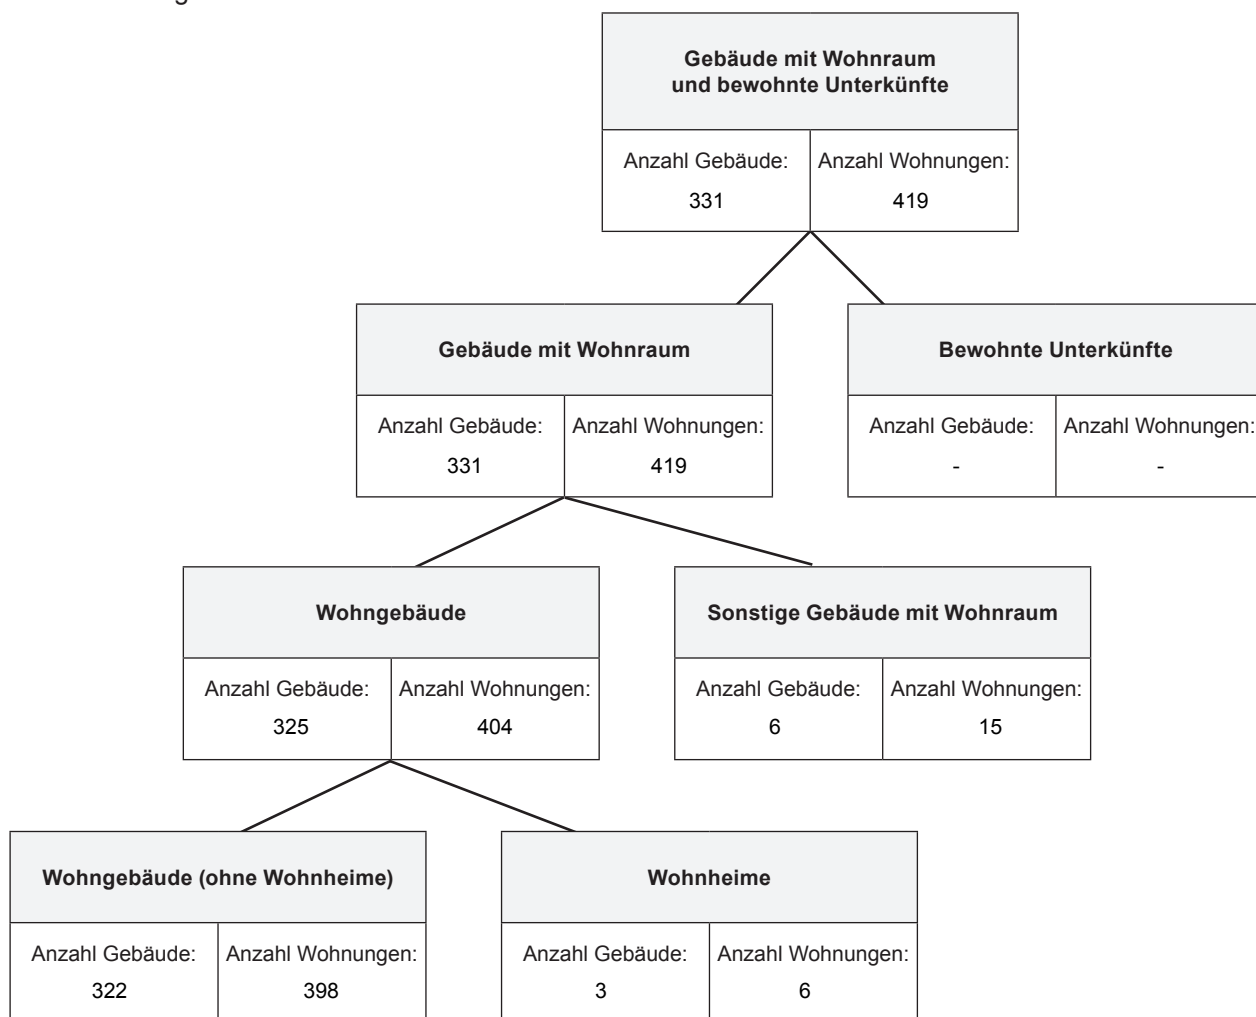 Gebäude mit Wohnraum
und bewohnte Unterkünfte
Anzahl Gebäude: Anzahl Wohnungen:
331 419
Gebäude mit Wohnraum
Anzahl Gebäude: Anzahl Wohnungen:
331 419
Bewohnte Unterkünfte
Anzahl Gebäude: Anzahl Wohnungen:
- -
Wohngebäude
Anzahl Gebäude: Anzahl Wohnungen:
325 404
Sonstige Gebäude mit Wohnraum
Anzahl Gebäude: Anzahl Wohnungen:
6 15
Wohngebäude (ohne Wohnheime)
Anzahl Gebäude: Anzahl Wohnungen:
322 398
Wohnheime
Anzahl Gebäude: Anzahl Wohnungen:
3 6